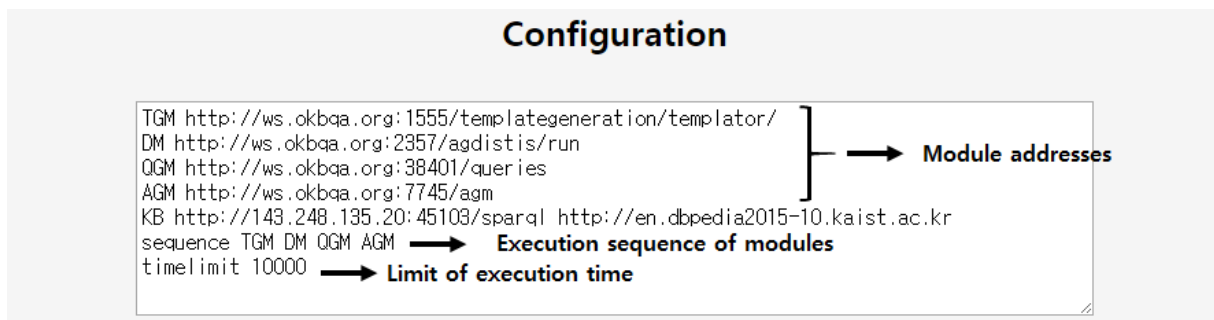 Configuration
TGM http://ws.okbqa.org:1555/templategeneration/templator/
DM http://ws.okbqa.org:2357/agdistis/run
QGM http://ws.okbqa.org:38401/queries
AGM http://ws.okbqa.org:7745/agm
Module addresses
KB http://143.248.135.20:45103/sparql http://en.dbpedia2015-10.kaist.ac.kr
sequence TGM DM QGM AGM Execution sequence of modules
timelimit 10000 Limit of execution time